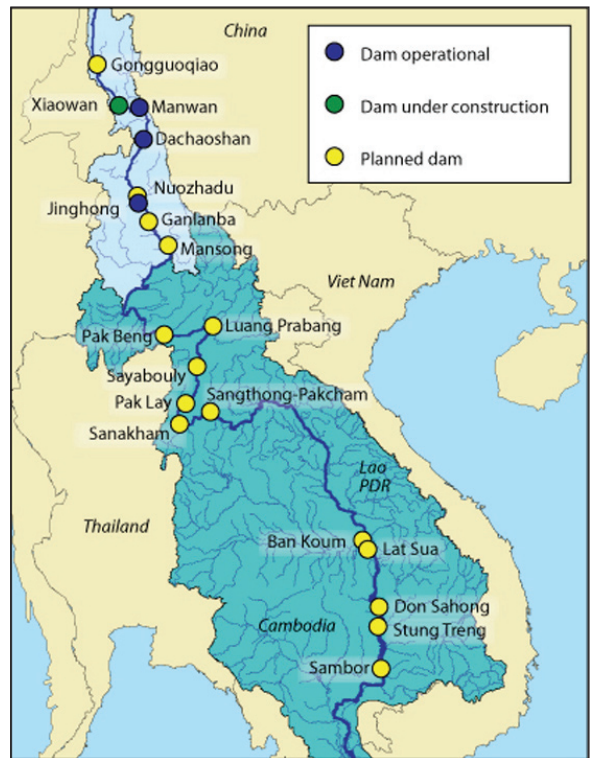 China
Dam operational
Dam under construction
Planned dam
Gongguoqiao
Xiaowan
Manwan
Dachaoshan
Nuozhadu
Jinghong
Ganlanba
Mansong
Viet Nam
Pak Beng
Luang Prabang
Sayabouly
Pak Lay
Sangthong-Pakcham
Sanakham
Lao
PDR
Thailand
Ban Koum
Lat Sua
Don Sahong
Cambodia
Stung Treng
Sambor